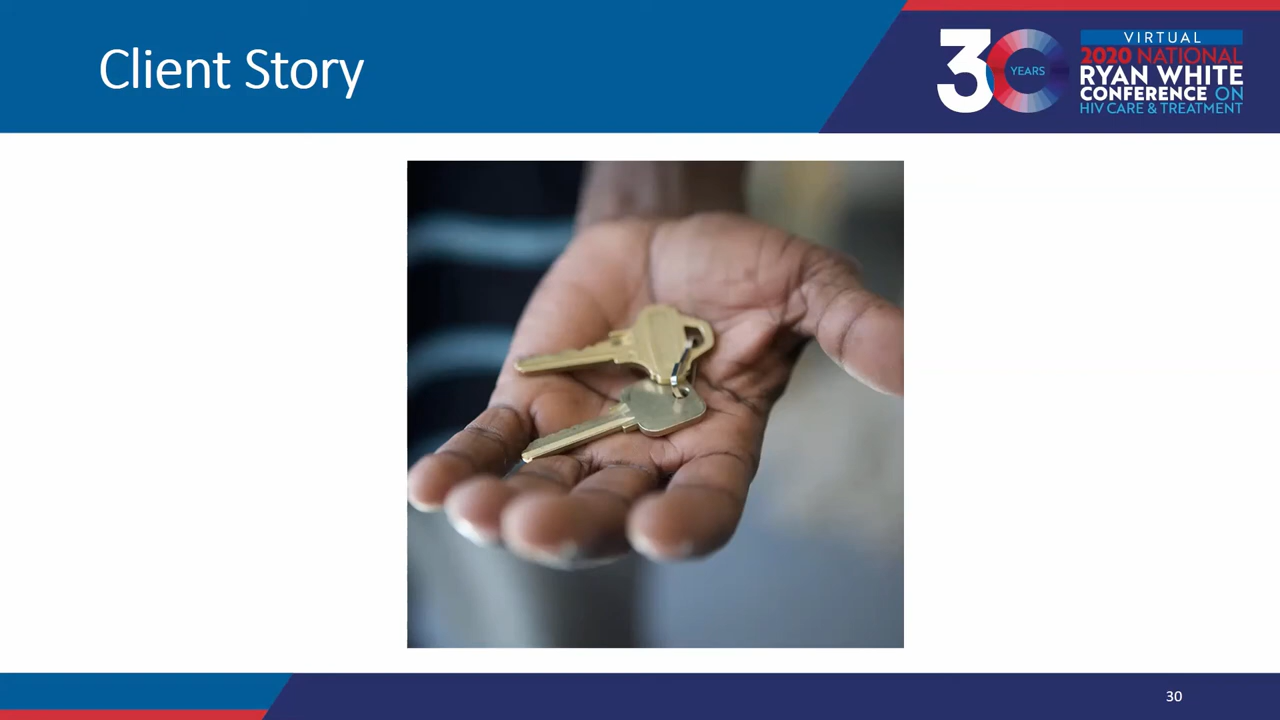 Client Story
30
YEARS
VIRTUAL
2020 NATIONAL
RYAN WHITE
CONFERENCE ON
HIV CARE & TREATMENT
30